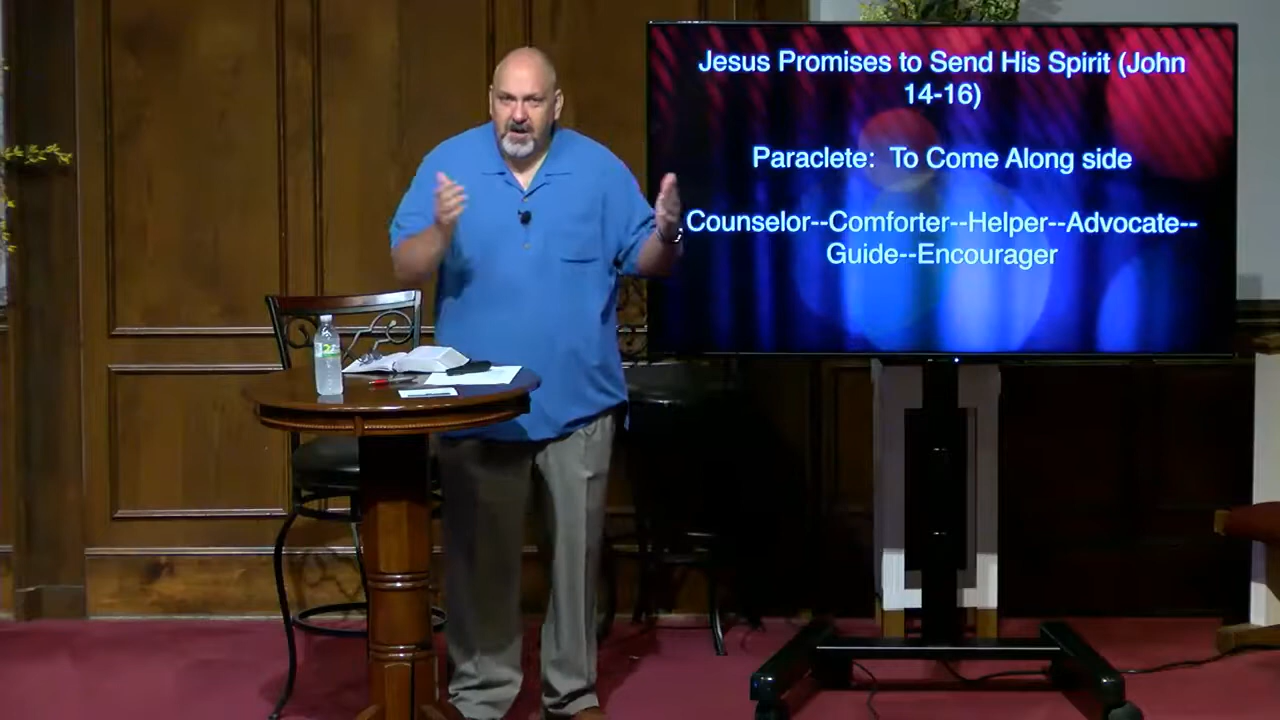 Jesus Promises to Send His Spirit (John
14-16)
Paraclete: To Come Along side
Counselor--Comforter--Helper--Advocate--
Guide--Encourager